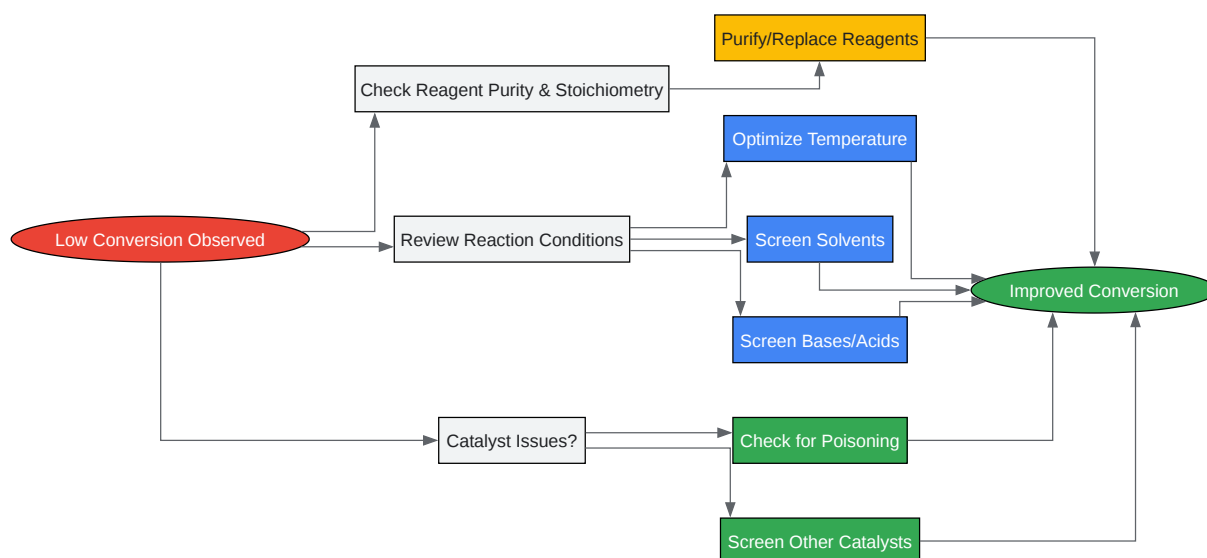 Purify/Replace Reagents
Check Reagent Purity & Stoichiometry
Optimize Temperature
Low Conversion Observed
Review Reaction Conditions
Screen Solvents
Improved Conversion
Screen Bases/Acids
Catalyst Issues?
Check for Poisoning
Screen Other Catalysts